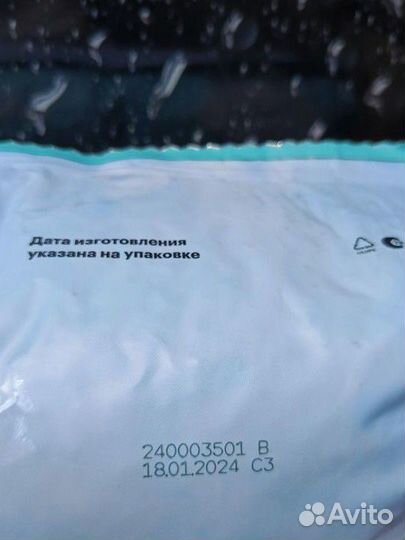 Дата изготовления
указана на упаковке
240003501 B
18.01.2024 C3
Avito